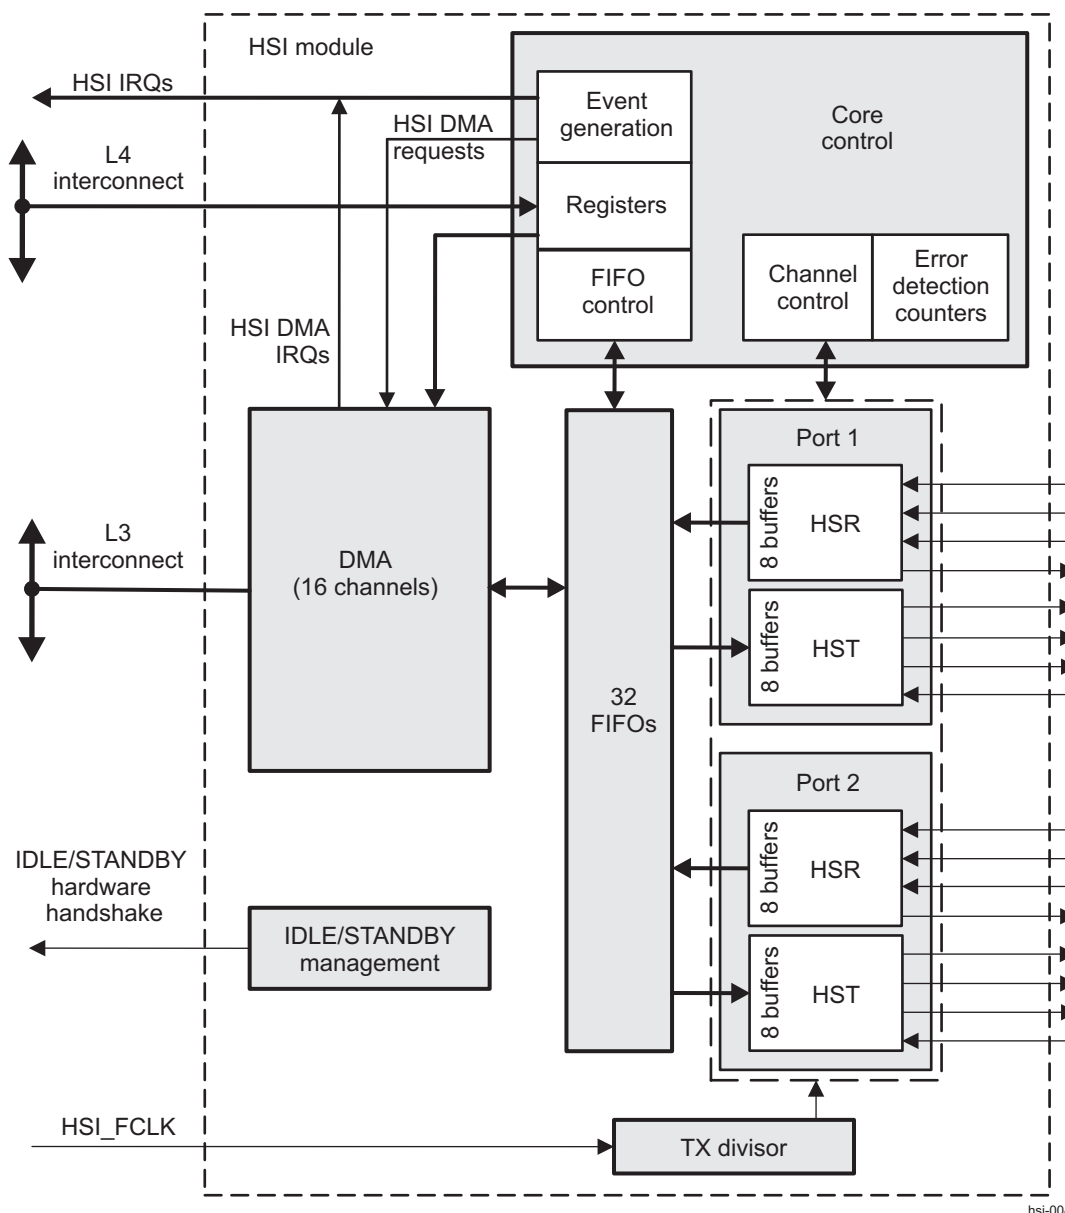 HSI module
HSI IRQs
Event
generation
Core
control
HSI DMA
requests
L4
interconnect
Registers
FIFO
control
Channel
control
Error
detection
counters
HSI DMA
IRQs
Port 1
8 buffers
HSR
L3
interconnect
DMA
(16 channels)
8 buffers
HST
32
FIFOs
Port 2
8 buffers
HSR
IDLE/STANDBY
hardware
handshake
IDLE/STANDBY
management
8 buffers
HST
HSI_FCLK
TX divisor